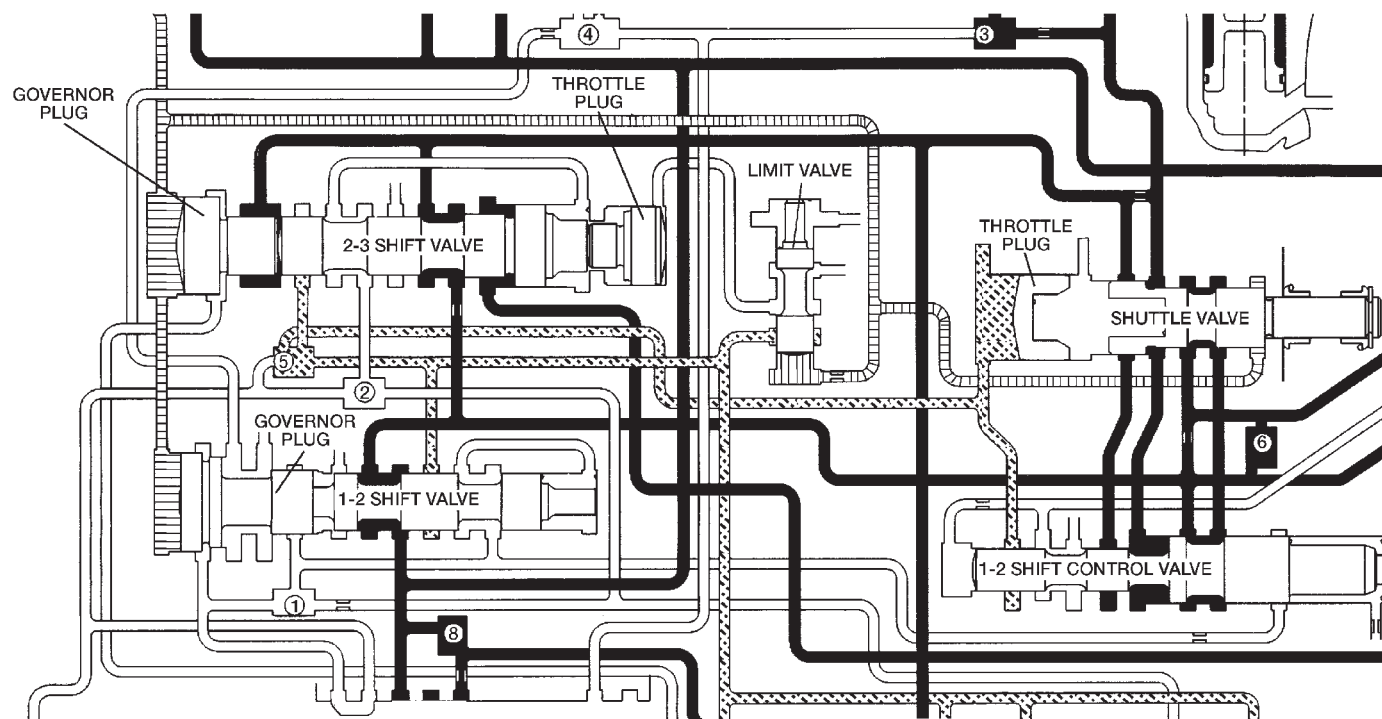 ④
③
GOVERNOR
PLUG
THROTTLE
PLUG
LIMIT VALVE
2-3 SHIFT VALVE
THROTTLE
PLUG
SHUTTLE VALVE
⑤
②
GOVERNOR
PLUG
⑥
1-2 SHIFT VALVE
1-2 SHIFT CONTROL VALVE
①
⑧